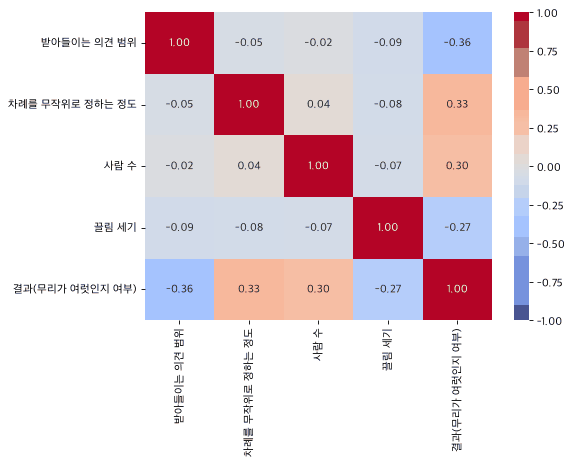 받아들이는 의견 범위 1.00 -0.05 -0.02 -0.09 -0.36
차례를 무작위로 정하는 정도 -0.05 1.00 0.04 -0.08 0.33
사람 수 -0.02 0.04 1.00 -0.07 0.30
끌림 세기 -0.09 -0.08 -0.07 1.00 -0.27
결과(무리가 여럿인지 여부) -0.36 0.33 0.30 -0.27 1.00
받아들이는 의견 범위
차례를 무작위로 정하는 정도
사람 수
끌림 세기
결과(무리가 여럿인지 여부)
1.00
0.75
0.50
0.25
0.00
-0.25
-0.50
-0.75
-1.00